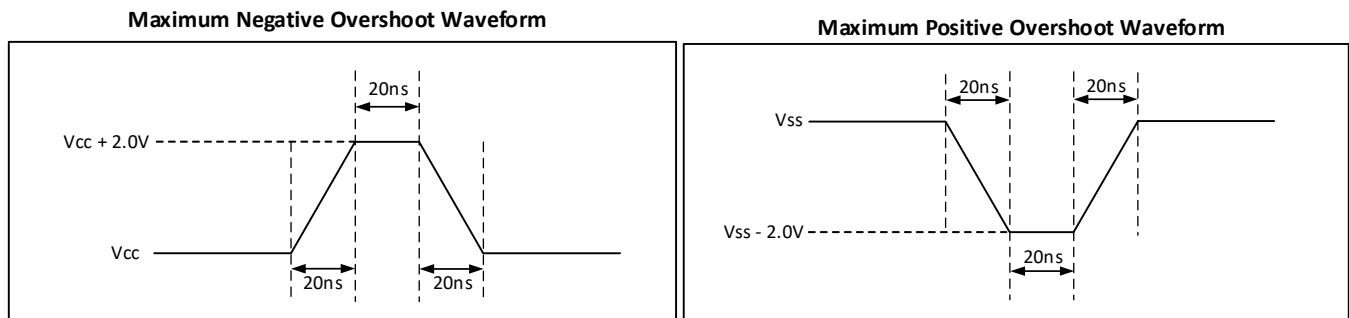 Maximum Negative Overshoot Waveform
20ns
Vcc + 2.0V
Vcc
20ns
20ns
Maximum Positive Overshoot Waveform
20ns
20ns
Vss
Vss - 2.0V
20ns